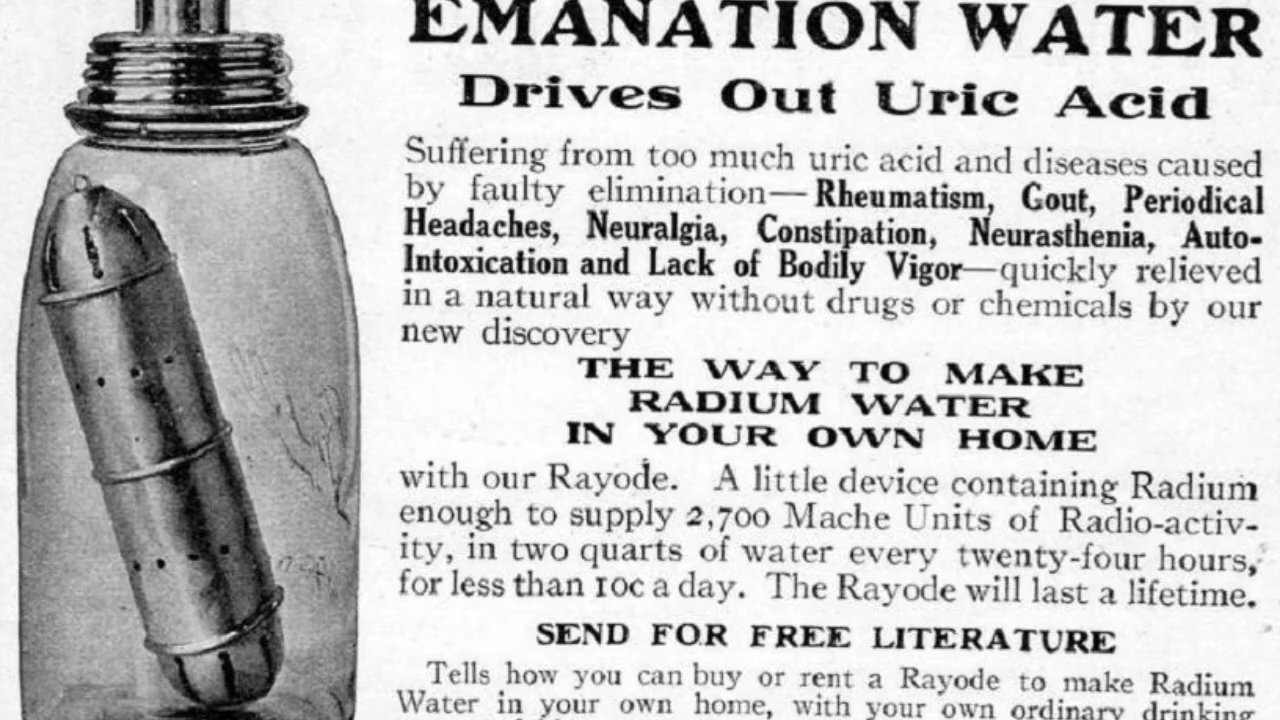 EMANATION WATER
Drives Out Uric Acid
Suffering from too much uric acid and diseases caused
by faulty elimination—Rheumatism, Gout, Periodical
Headaches, Neuralgia, Constipation, Neurasthenia, Auto-
Intoxication and Lack of Bodily Vigor—quickly relieved
in a natural way without drugs or chemicals by our
new discovery
THE WAY TO MAKE
RADIUM WATER
IN YOUR OWN HOME
with our Rayode. A little device containing Radium
enough to supply 2,700 Mache Units of Radio-activ-
ity, in two quarts of water every twenty-four hours,
for less than 10c a day. The Rayode will last a lifetime.
SEND FOR FREE LITERATURE
Tells how you can buy or rent a Rayode to make Radium
Water in your own home, with your own ordinary drinking